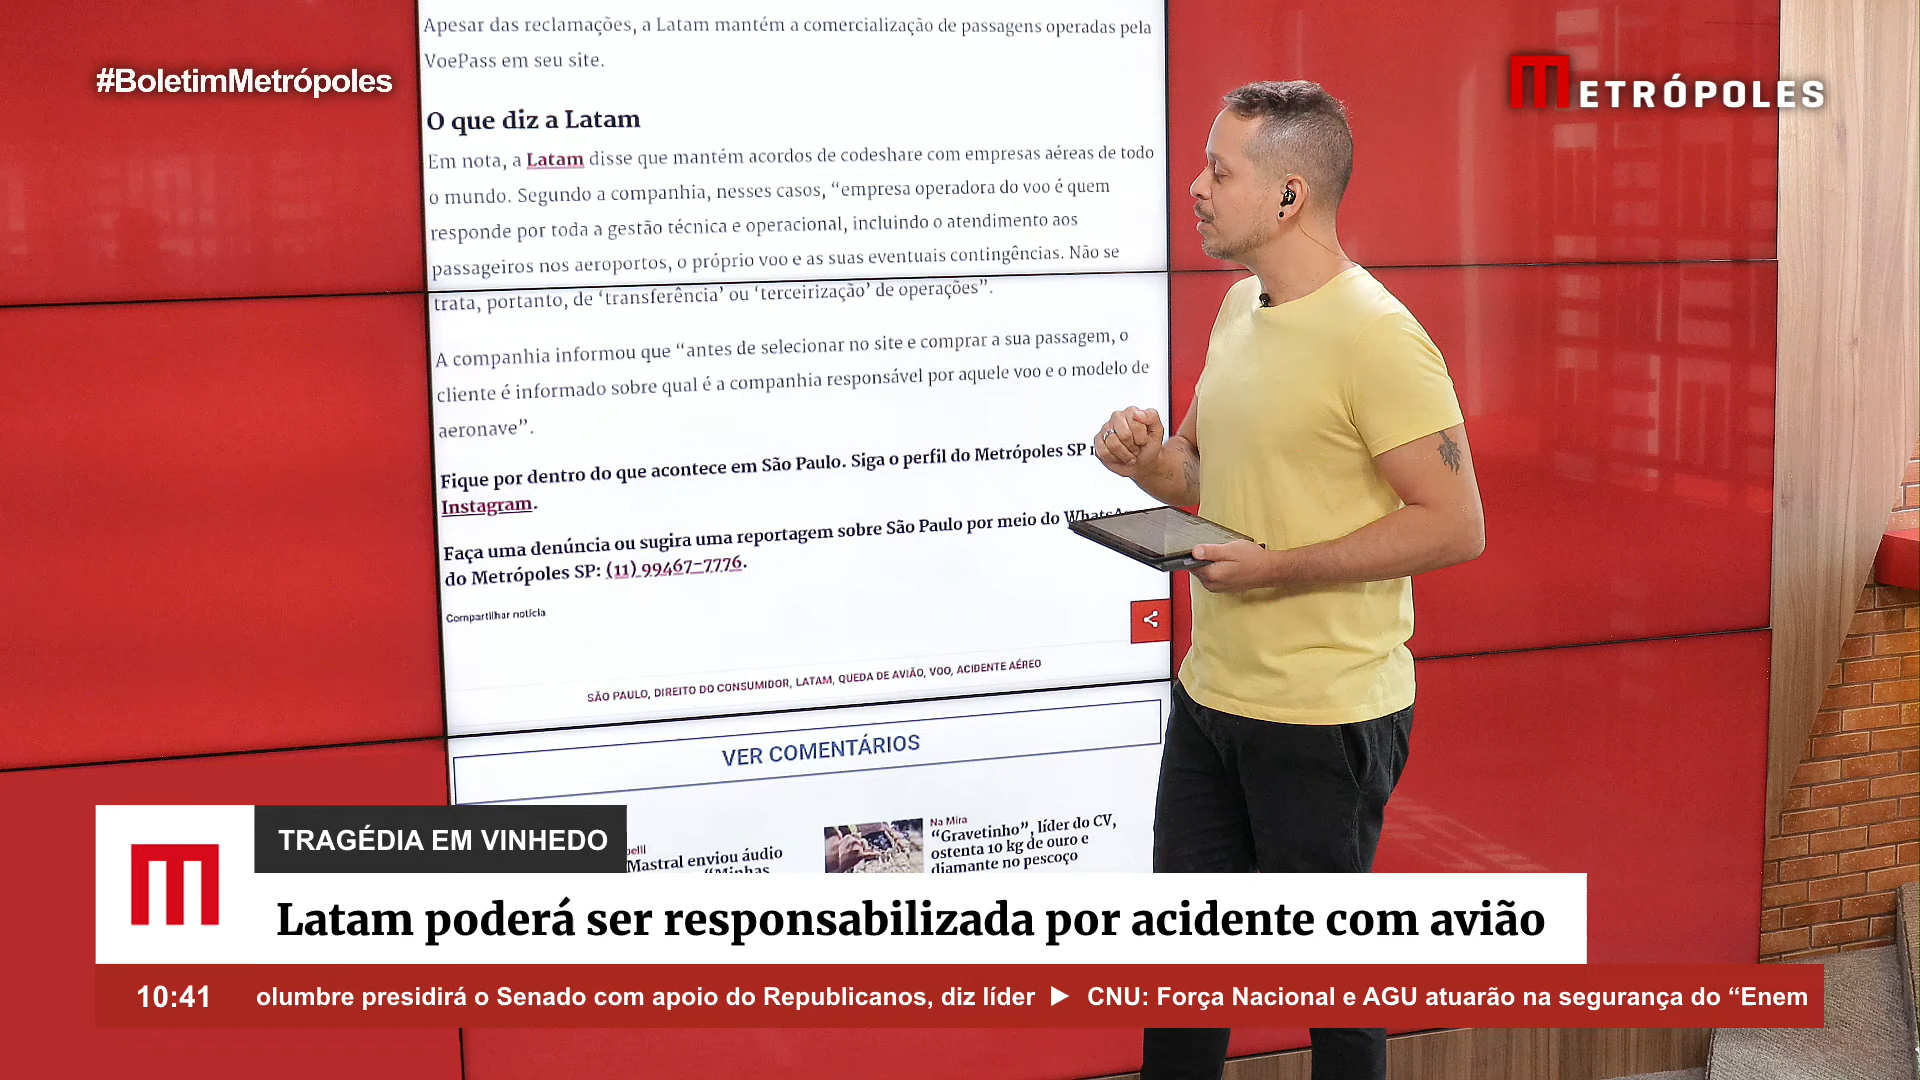 Apesar das reclamações, a Latam mantém a comercialização de passagens operadas pela
VoePass em seu site.
#BoletimMetrópoles
METRÓPOLES
O que diz a Latam
Em nota, a Latam disse que mantém acordos de codeshare com empresas aéreas de todo
o mundo. Segundo a companhia, nesses casos, “empresa operadora do voo é quem
responde por toda a gestão técnica e operacional, incluindo o atendimento aos
passageiros nos aeroportos, o próprio voo e as suas eventuais contingências. Não se
trata, portanto, de ‘transferência’ ou ‘terceirização’ de operações”.
A companhia informou que “antes de selecionar no site e comprar a sua passagem, o
cliente é informado sobre qual é a companhia responsável por aquele voo e o modelo de
aeronave”.
Fique por dentro do que acontece em São Paulo. Siga o perfil do Metrópoles SP
Instagram.
Faça uma denúncia ou sugira uma reportagem sobre São Paulo por meio do
do Metrópoles SP: (11) 99467-7776.
Compartilhar notícia
SÃO PAULO, DIREITO DO CONSUMIDOR, LATAM, QUEDA DE AVIÃO, VOO, ACIDENTE AÉREO
VER COMENTÁRIOS
Mastral enviou áudio
“Minhas
Na Mira
“Gravetinho”, líder do CV,
ostenta 10 kg de ouro e
diamante no pescoço
TRAGÉDIA EM VINHEDO
M
Latam poderá ser responsabilizada por acidente com avião
10:41 olumbre presidirá o Senado com apoio do Republicanos, diz líder ▶ CNU: Força Nacional e AGU atuarão na segurança do “Enem